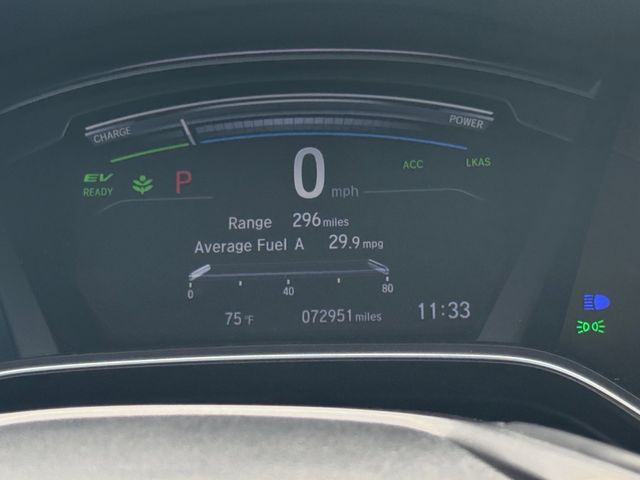 CHARGE POWER
EV READY P 0 mph ACC LKAS
Range 296 miles
Average Fuel A 29.9 mpg
0 40 80
75 °F 072951 miles 11:33